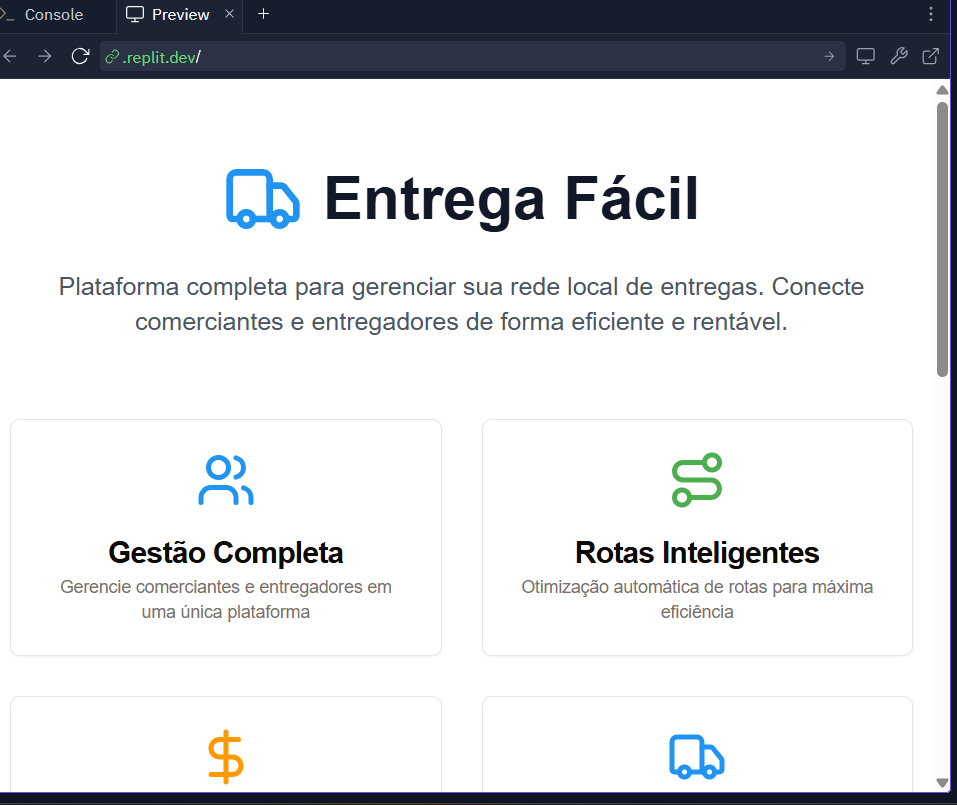 Console
Preview
.replit.dev/
Entrega Fácil
Plataforma completa para gerenciar sua rede local de entregas. Conecte
comerciantes e entregadores de forma eficiente e rentável.
Gestão Completa
Gerencie comerciantes e entregadores em
uma única plataforma
Rotas Inteligentes
Otimização automática de rotas para máxima
eficiência